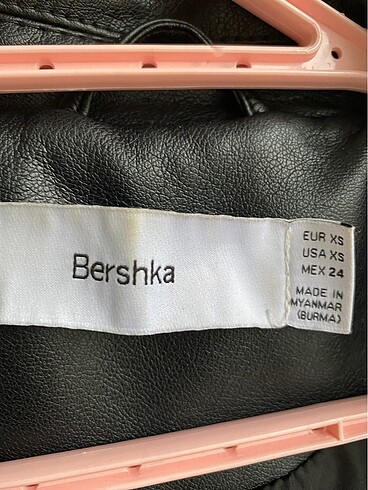 Bershka
EUR XS
USA XS
MEX 24
MADE IN
MYANMAR
(BURMA)